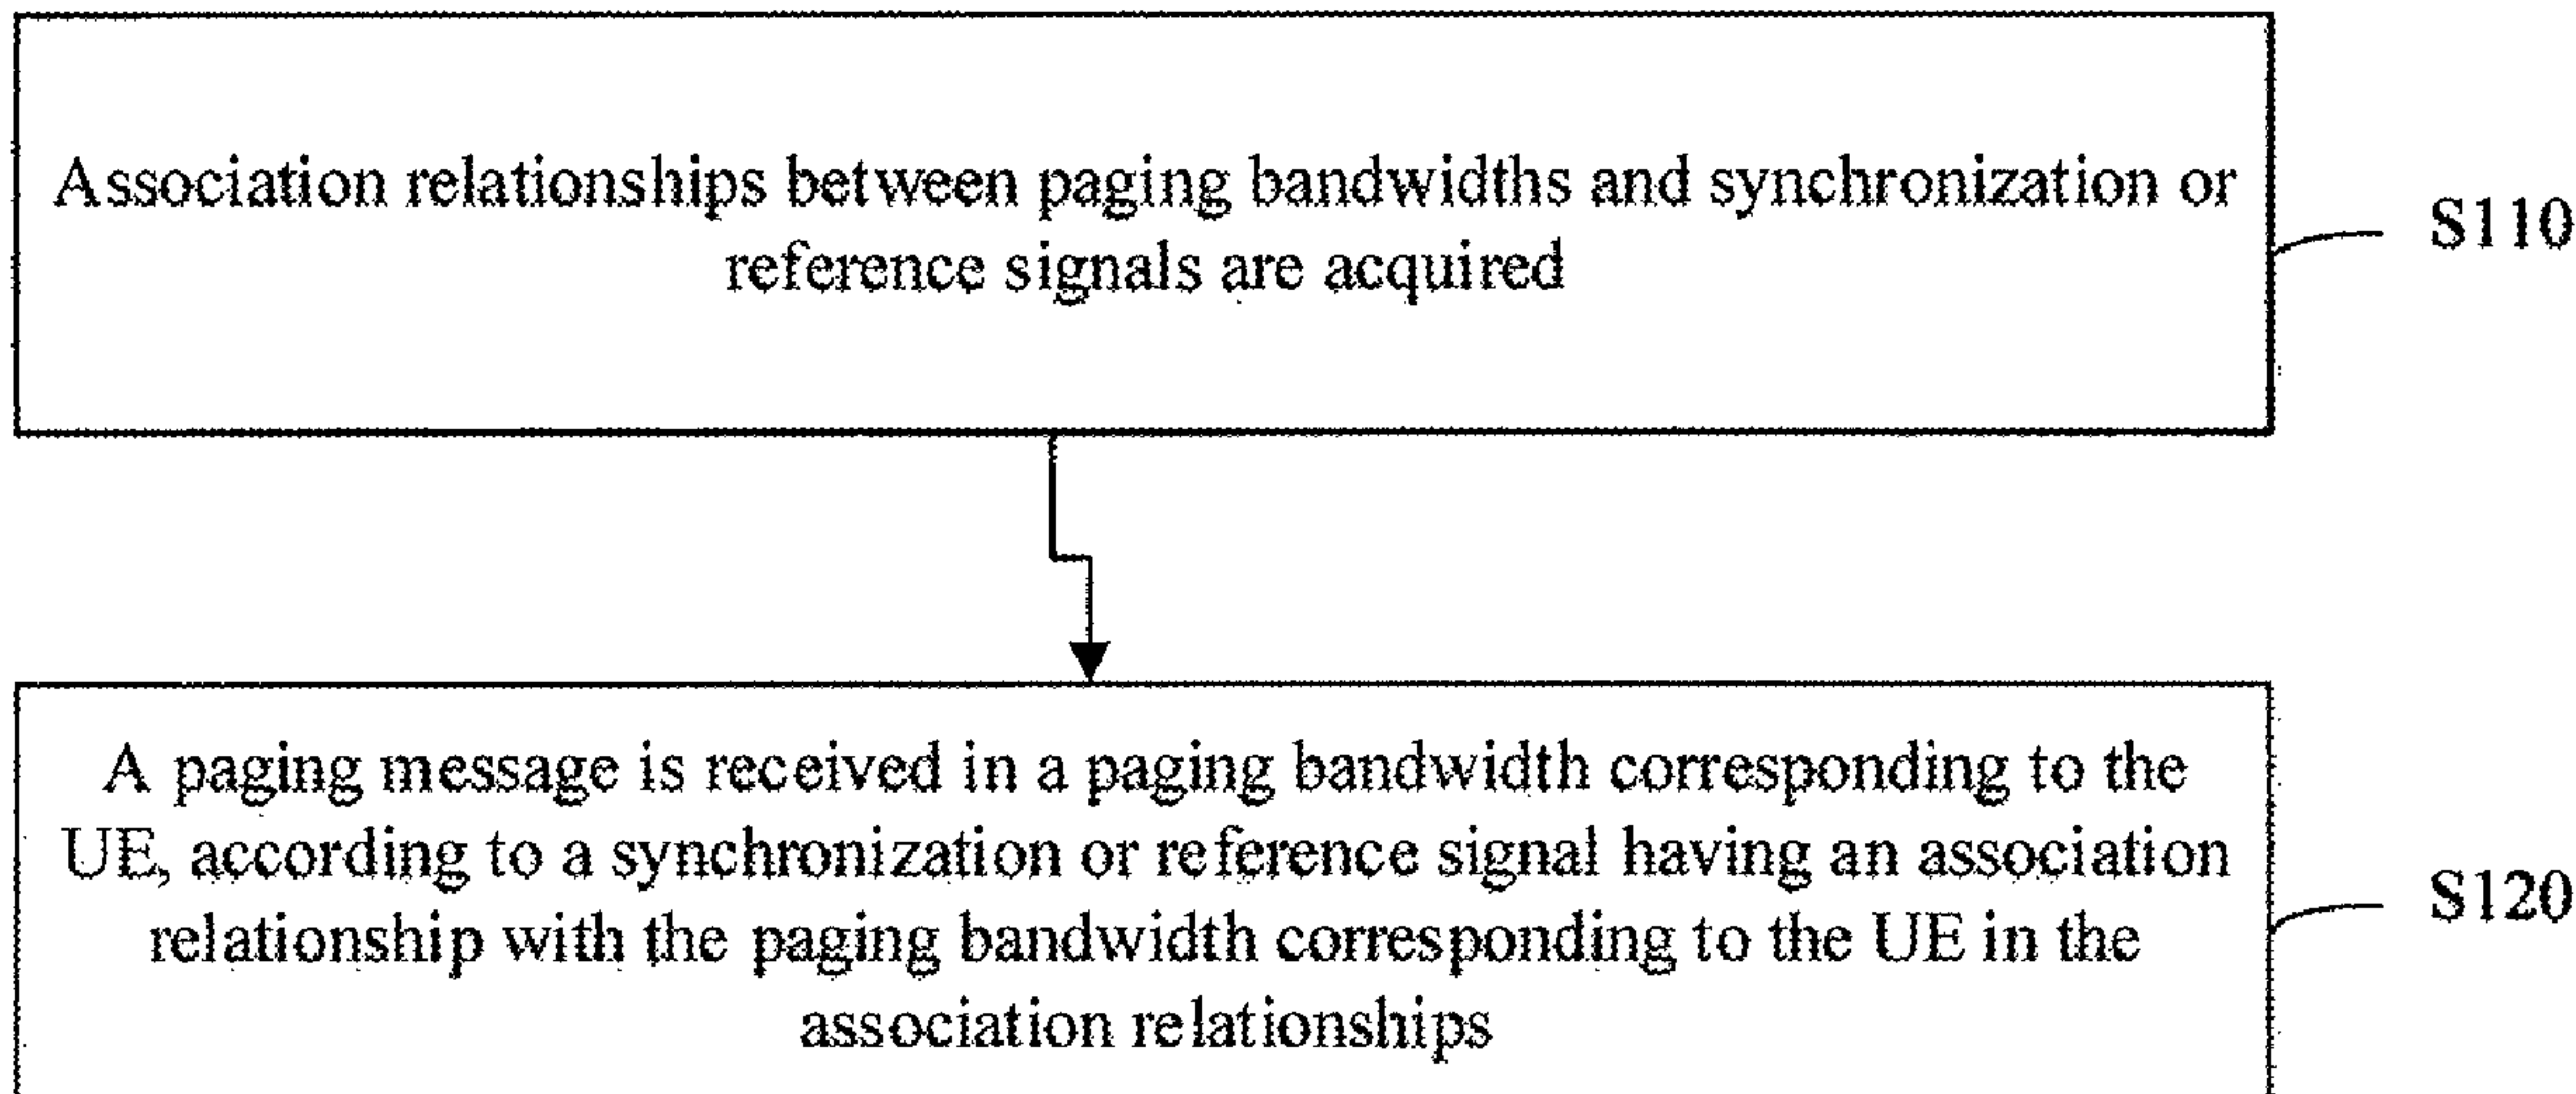 Association relationships between paging bandwidths and synchronization or
reference signals are acquired
S110
A paging message is received in a paging bandwidth corresponding to the
UE, according to a synchronization or reference signal having an association
relationship with the paging bandwidth corresponding to the UE in the
association relationships
S120